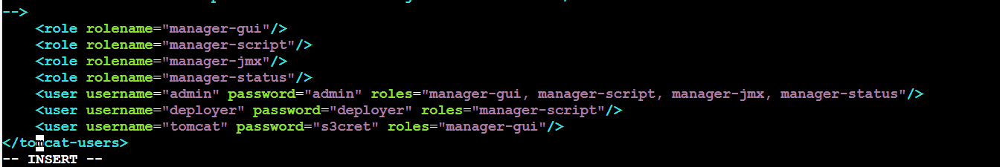 -->
<role rolename="manager-gui"/>
<role rolename="manager-script"/>
<role rolename="manager-jmx"/>
<role rolename="manager-status"/>
<user username="admin" password="admin" roles="manager-gui, manager-script, manager-jmx, manager-status"/>
<user username="deployer" password="deployer" roles="manager-script"/>
<user username="tomcat" password="s3cret" roles="manager-gui"/>
</tomcat-users>
-- INSERT --